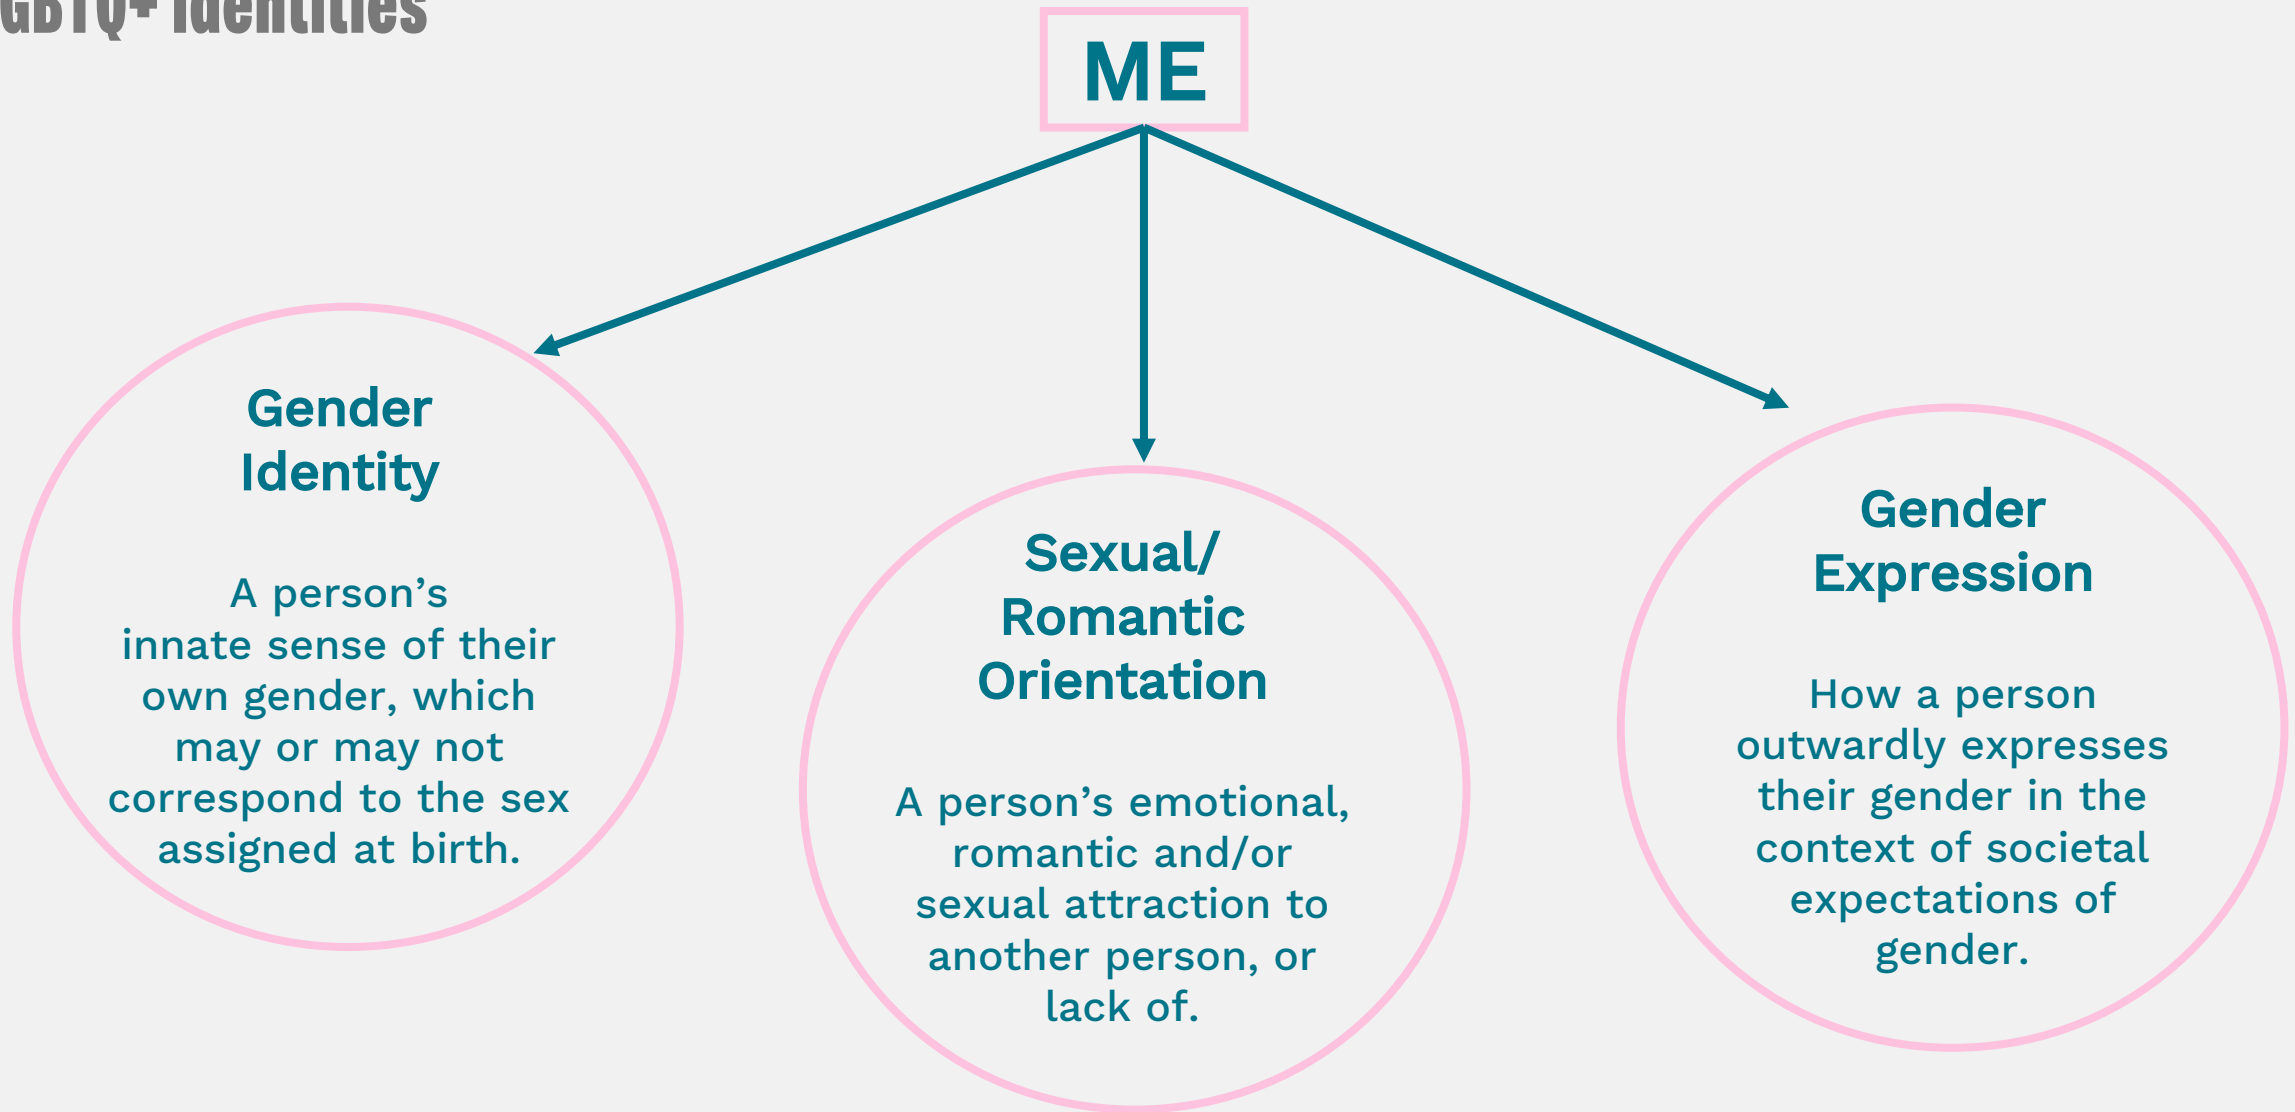 GBTQ+ Identities
ME
Gender
Identity
A person’s
innate sense of their
own gender, which
may or may not
correspond to the sex
assigned at birth.
Sexual/
Romantic
Orientation
A person’s emotional,
romantic and/or
sexual attraction to
another person, or
lack of.
Gender
Expression
How a person
outwardly expresses
their gender in the
context of societal
expectations of
gender.